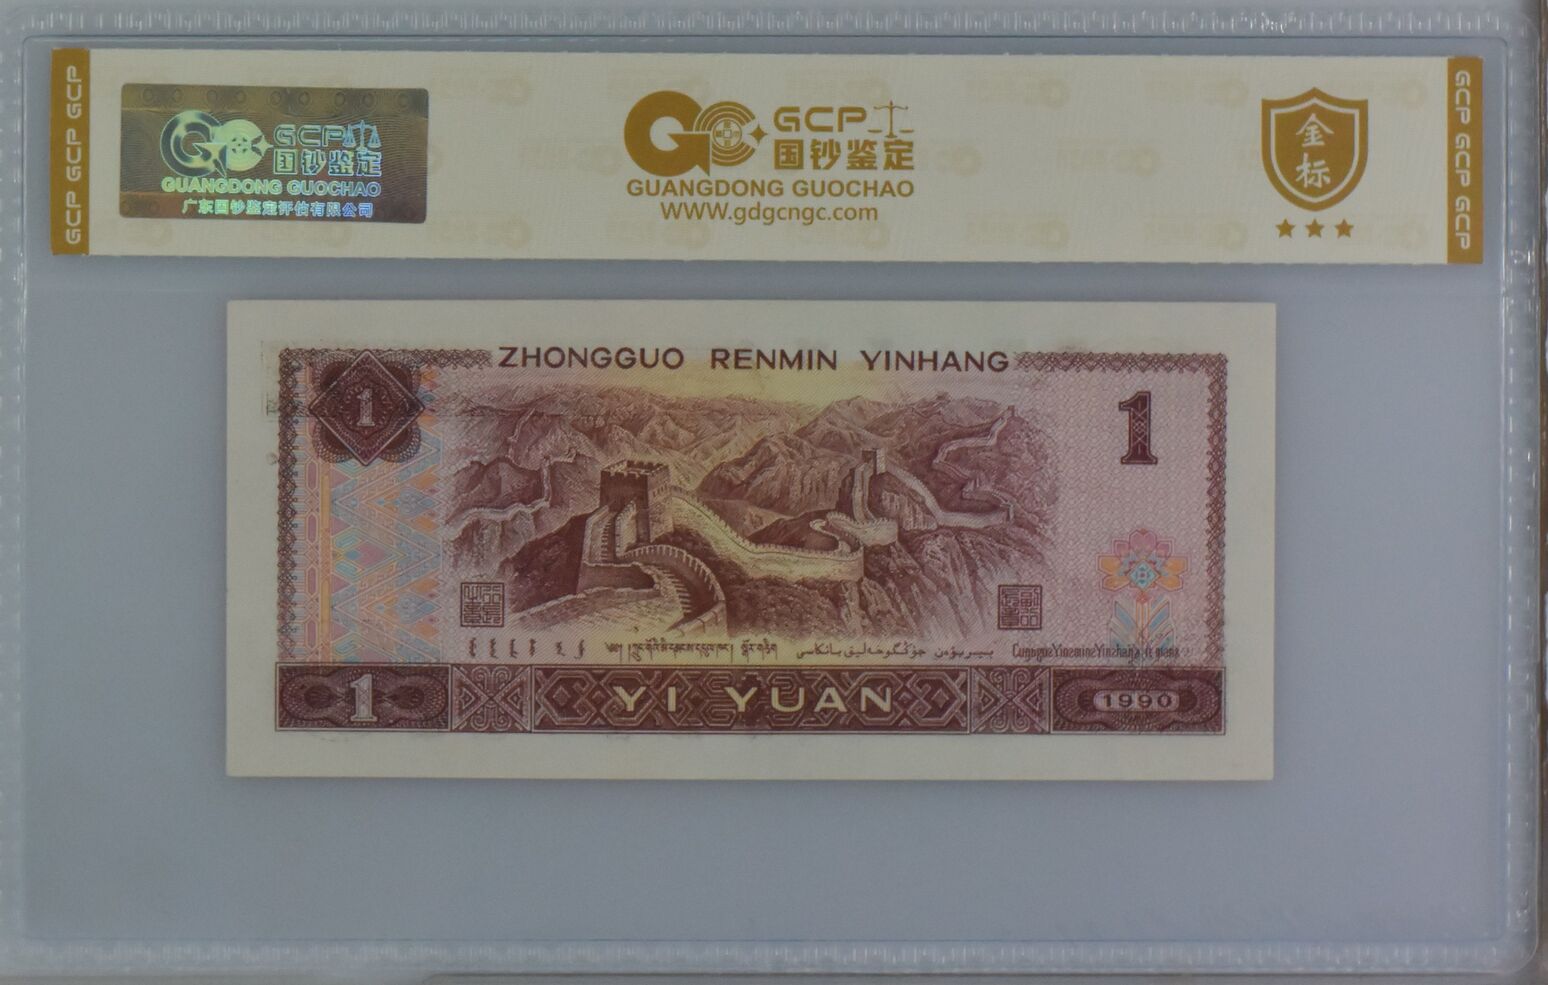 GCP GCP GCP
GCP
国钞鉴定
GUANGDONG GUOCHAO
广东国钞鉴定评估有限公司
GCP
国钞鉴定
GUANGDONG GUOCHAO
WWW.gdgcngc.com
金
标
GCP GCP GCP
ZHONGGUO RENMIN YINHANG
1
1
1
YI YUAN
1990